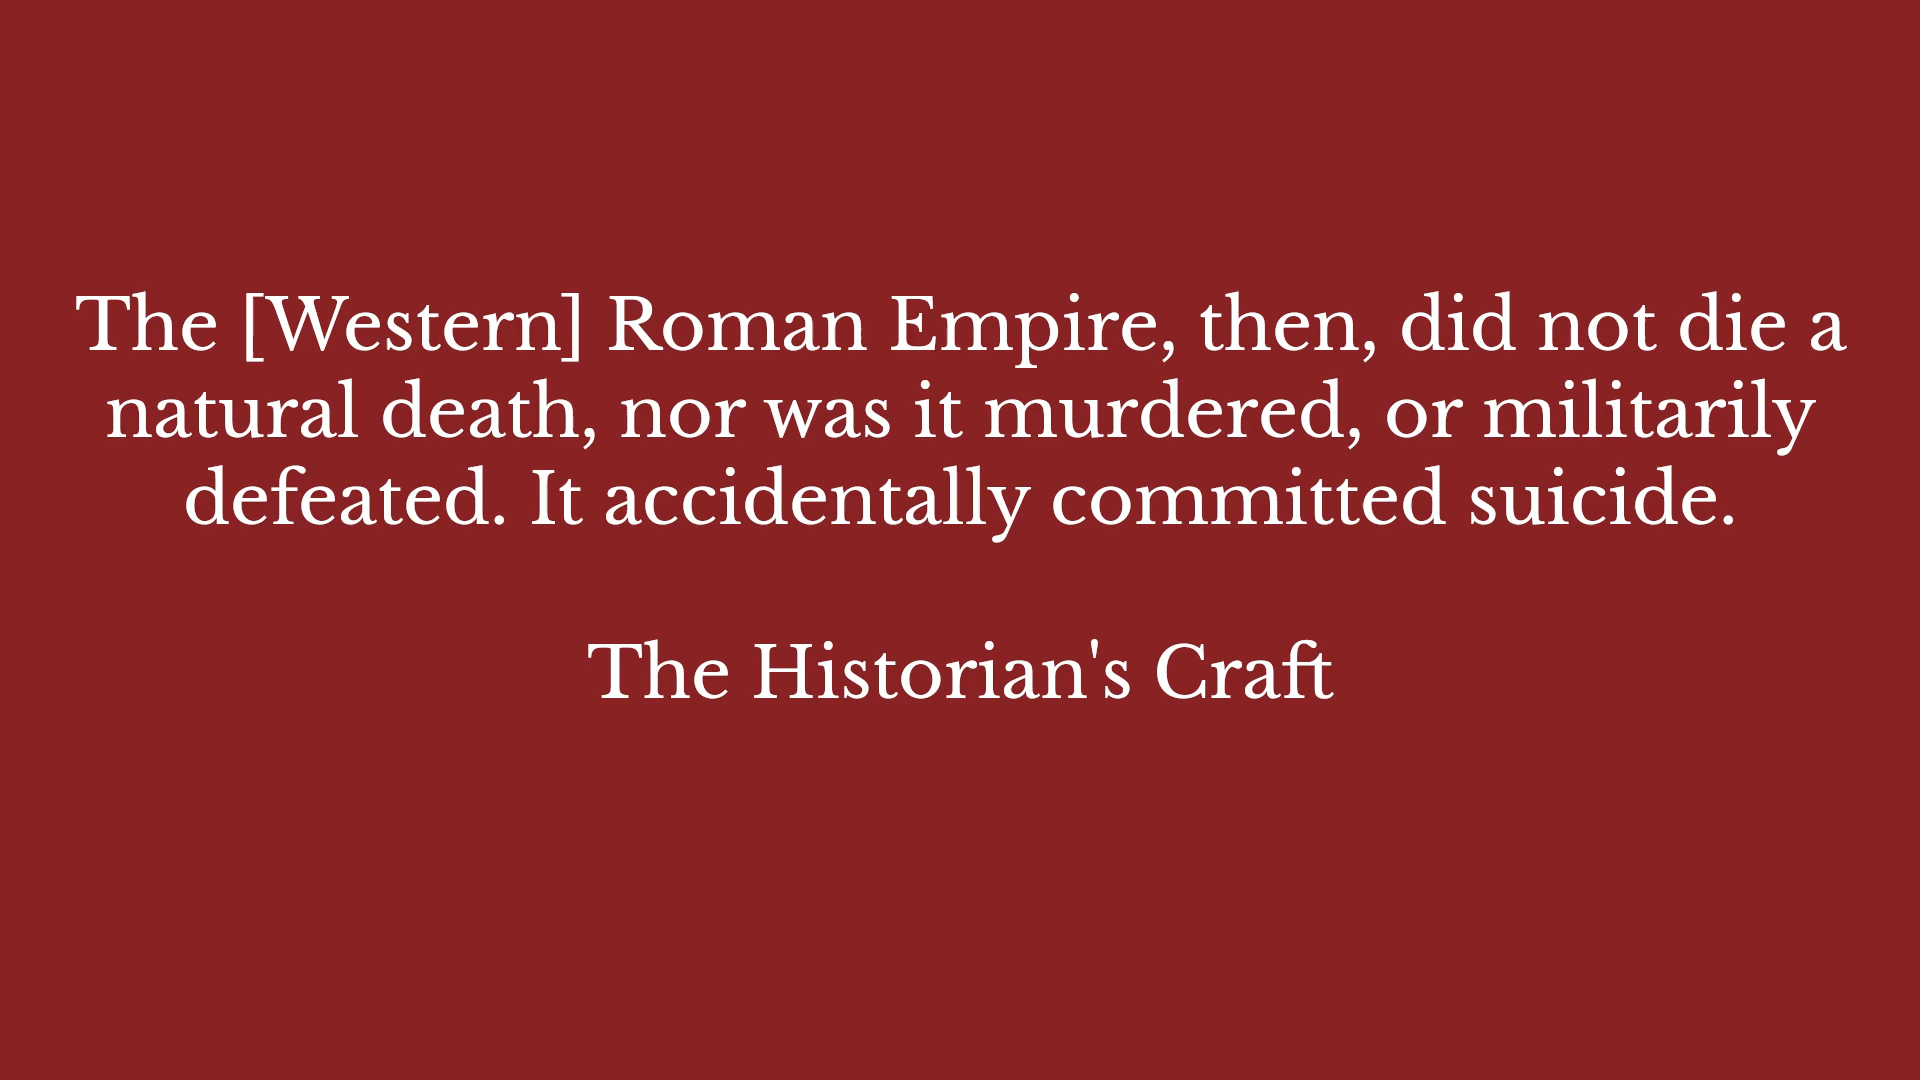 The [Western] Roman Empire, then, did not die a
natural death, nor was it murdered, or militarily
defeated. It accidentally committed suicide.
The Historian's Craft